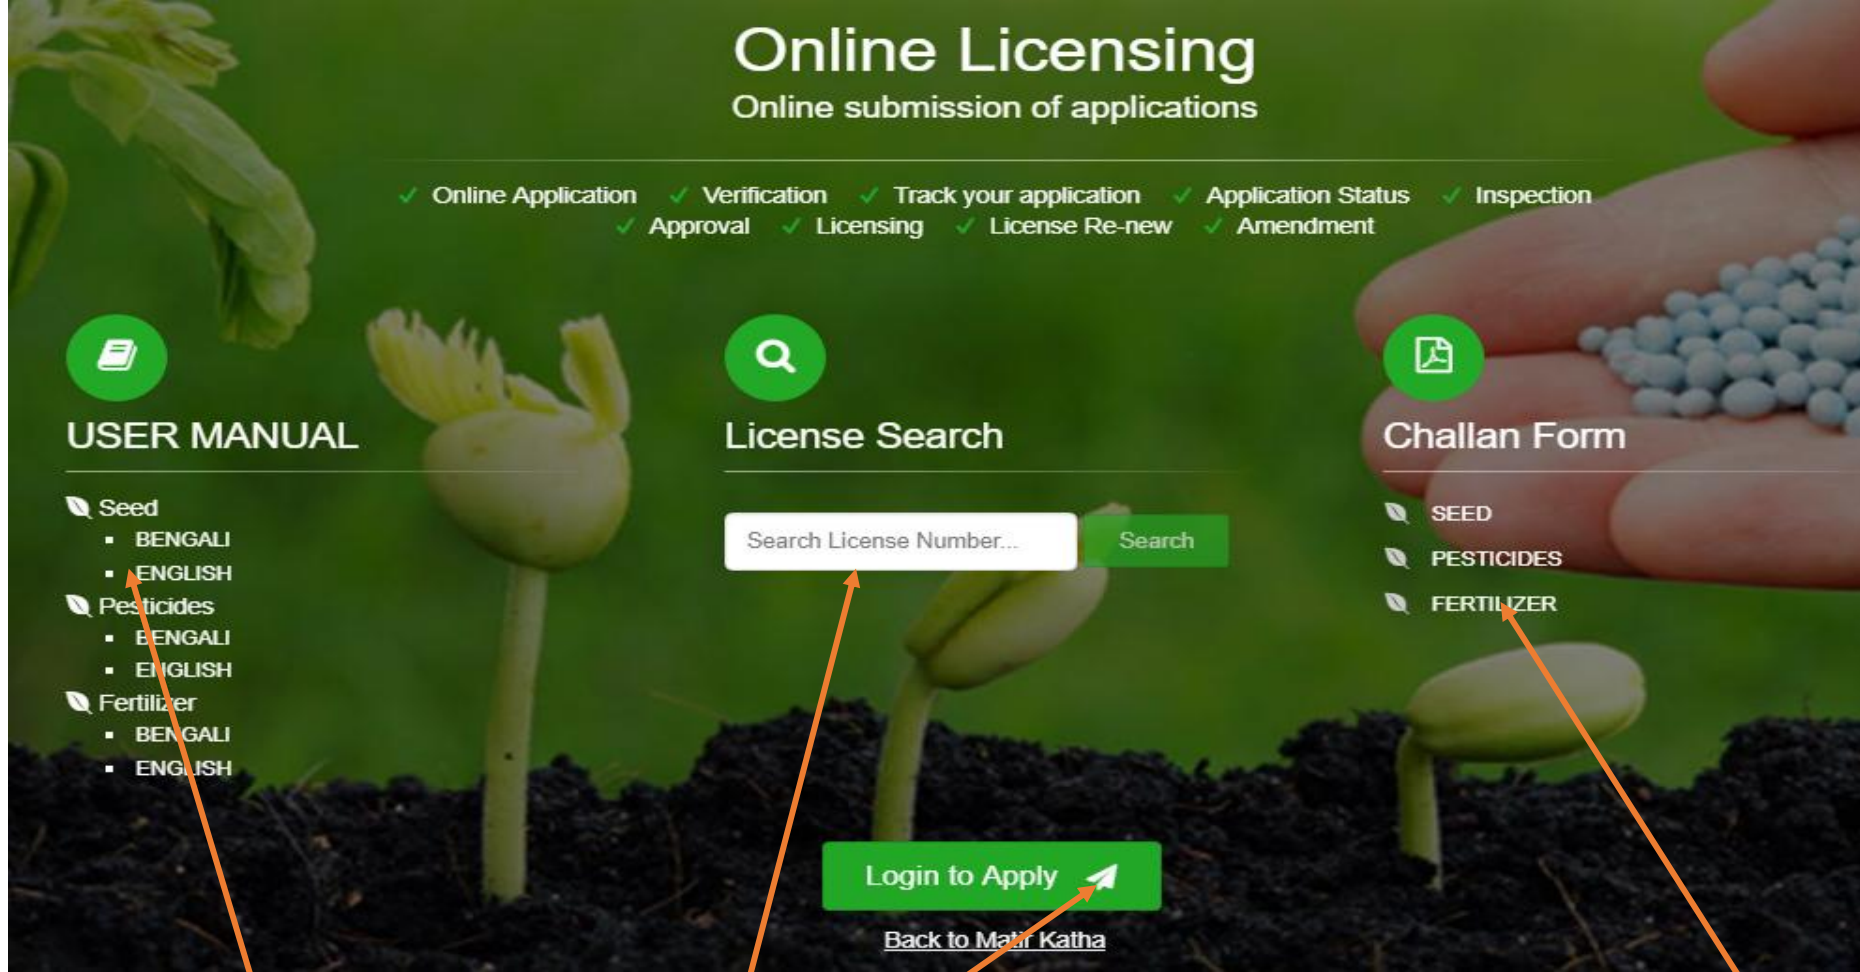 Online Licensing
Online submission of applications
Online Application Verification Track your application Application Status Inspection
Approval Licensing License Re-new Amendment
USER MANUAL
Seed
BENGALI
ENGLISH
Pesticides
BENGALI
ENGLISH
Fertilizer
BENGALI
ENGLISH
License Search
Search License Number... Search
Challan Form
SEED
PESTICIDES
FERTILIZER
Login to Apply
Back to Matir Katha